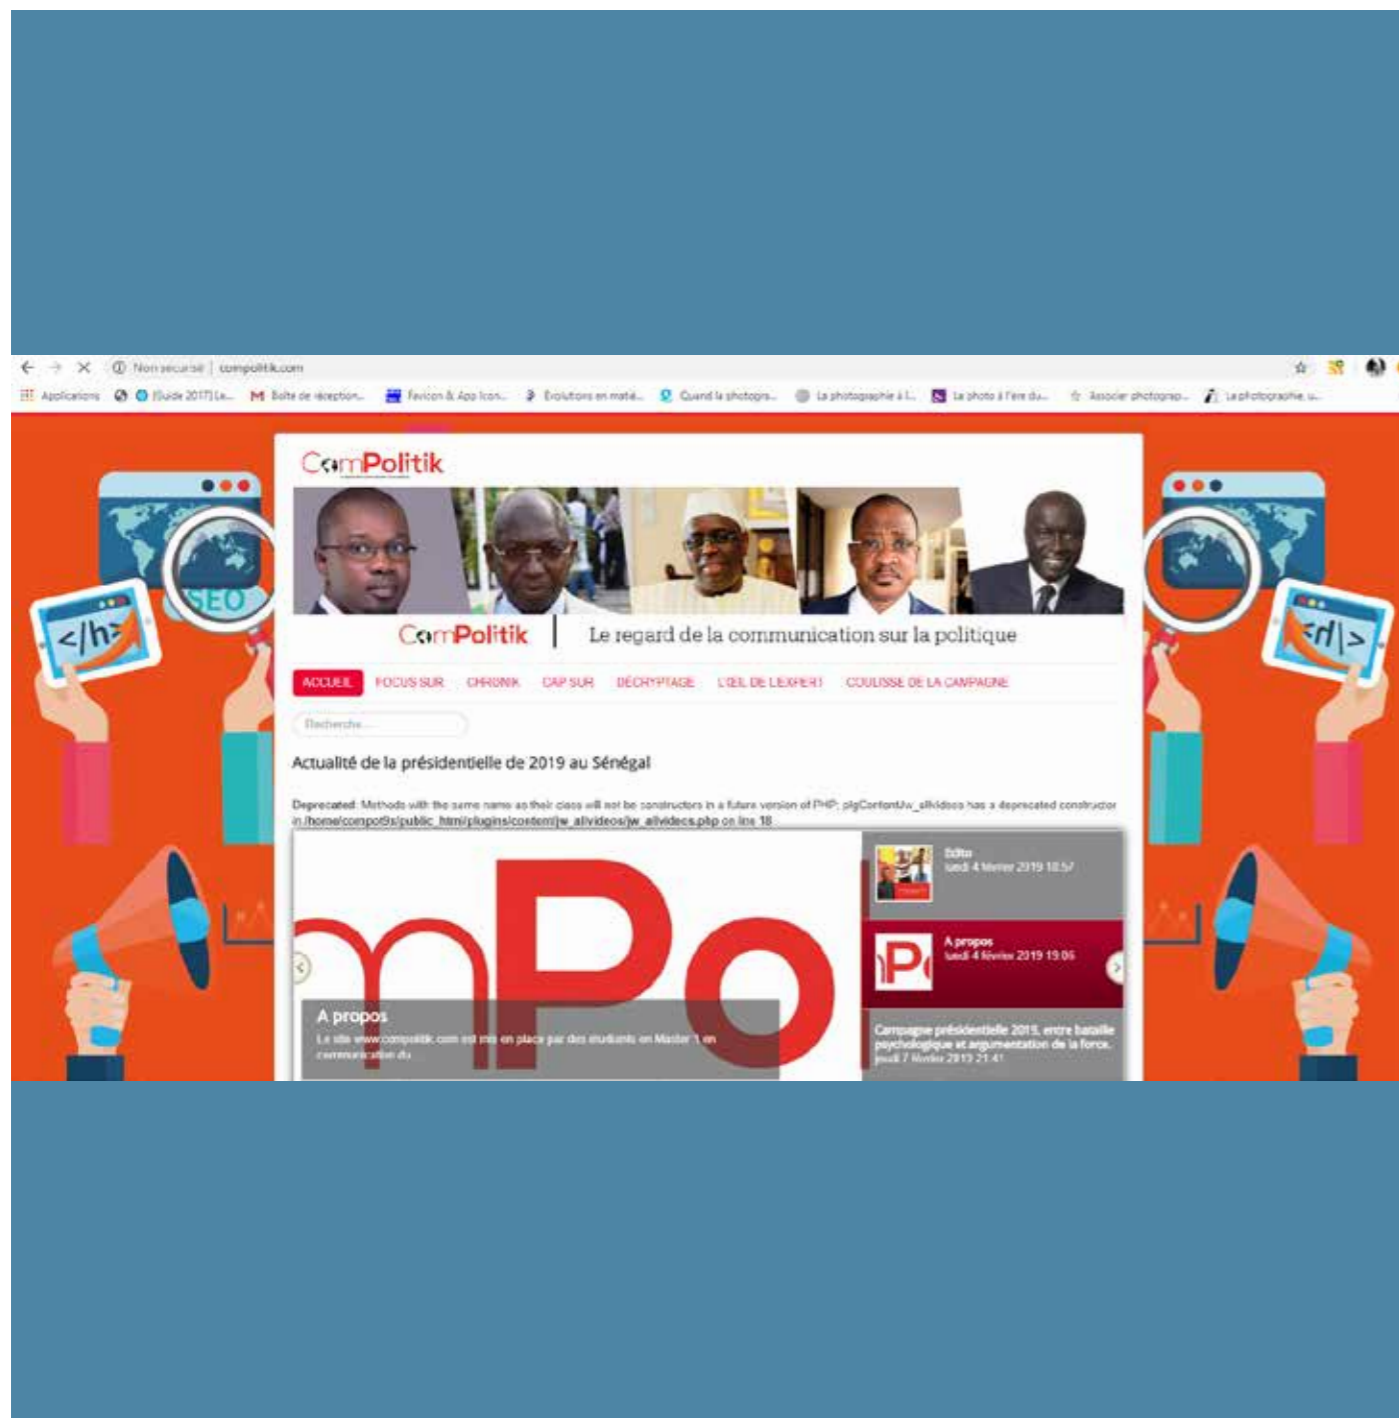 Non sécurisé | compolitik.com
Applications [Guide 2017] Le... Boîte de réception... Favicon & App Icon... Evolutions en matiè... Quand la photogra... La photographie à l... La photo à l'ère du... Associer photograp... La photographie, u...
ComPolitik
SEO
</h>
ComPolitik | Le regard de la communication sur la politique
ACCUEIL FOCUS SUR CHRONIK CAP SUR DÉCRYPTAGE L'ŒIL DE L'EXPERT COULISSE DE LA CAMPAGNE
Recherche...
Actualité de la présidentielle de 2019 au Sénégal
Deprecated: Methods with the same name as their class will not be constructors in a future version of PHP; plgContentJw_allvideos has a deprecated constructor
in /home/compot9s/public_html/plugins/content/jw_allvideos/jw_allvideos.php on line 18
mPo
Edito
lundi 4 février 2019 18:57
A propos
lundi 4 février 2019 19:06
A propos
Le site www.compolitik.com est mis en place par des étudiants en Master 1 en
communication du
Campagne présidentielle 2019, entre bataille
psychologique et argumentation de la force.
jeudi 7 février 2019 21:41